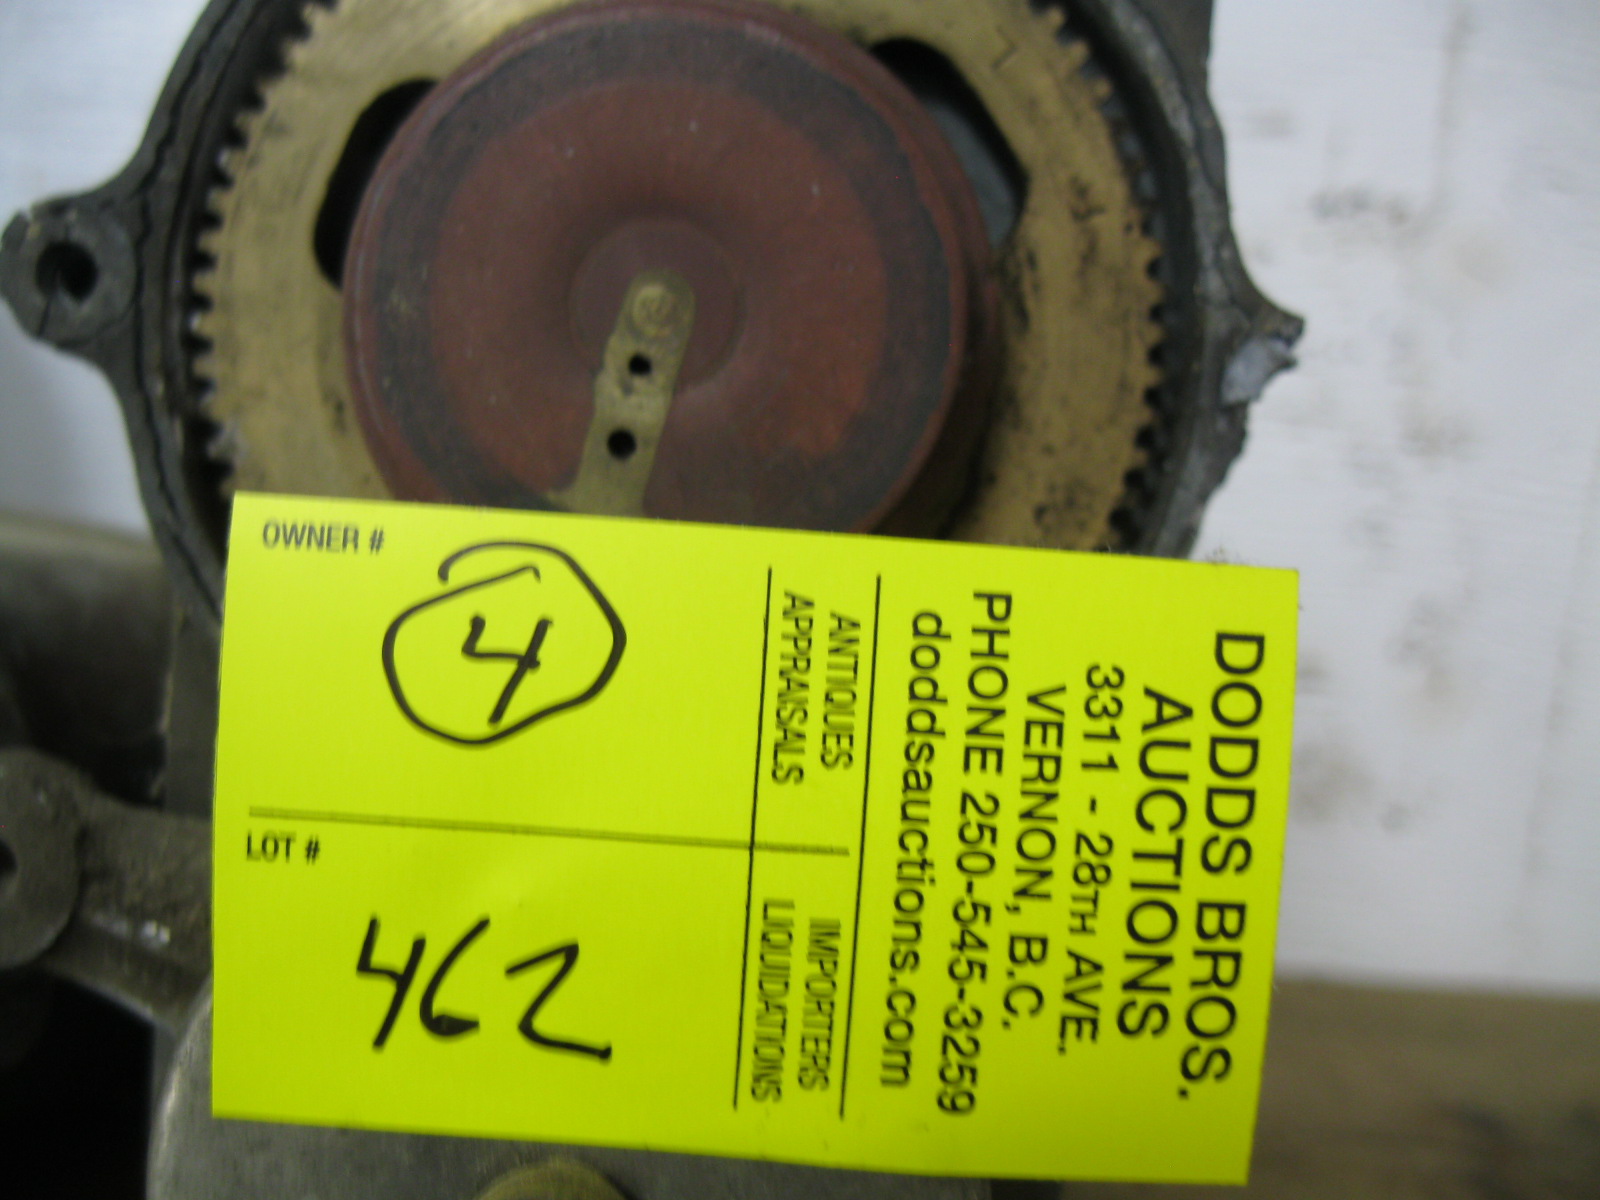 DODDS BROS.
AUCTIONS
3311 - 28TH AVE.
VERNON, B.C.
PHONE 250-545-3259
doddsauctions.com
ANTIQUES
APPRAISALS
IMPORTERS
LIQUIDATIONS
OWNER #
4
LOT #
462